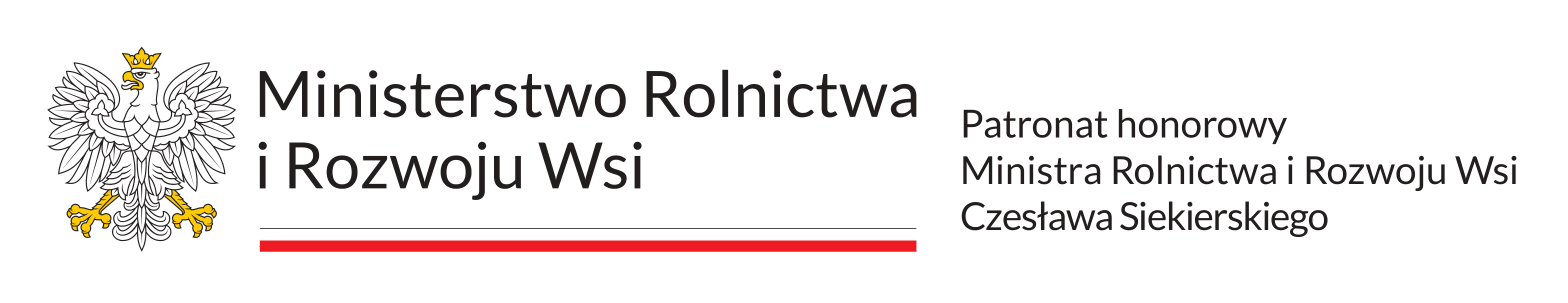 Ministerstwo Rolnictwa
i Rozwoju Wsi
Patronat honorowy
Ministra Rolnictwa i Rozwoju Wsi
Czesława Siekierskiego